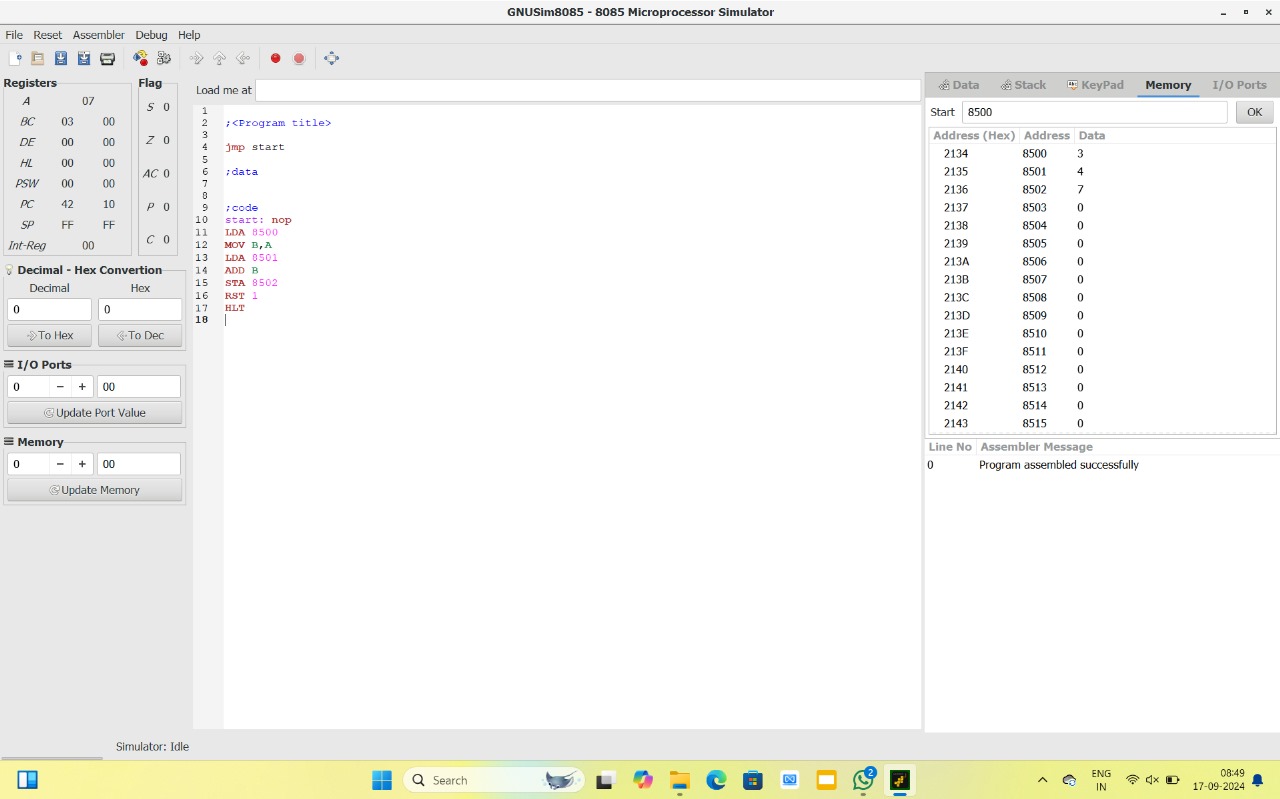 GNUSim8085 - 8085 Microprocessor Simulator
File Reset Assembler Debug Help
Registers
A 07
BC 03 00
DE 00 00
HL 00 00
PSW 00 00
PC 42 10
SP FF FF
Int-Reg 00
Flag
S 0
Z 0
AC 0
P 0
C 0
Decimal - Hex Convertion
Decimal Hex
0 0
To Hex To Dec
I/O Ports
0 − + 00
Update Port Value
Memory
0 − + 00
Update Memory
Load me at
1
2 ;<Program title>
3
4 jmp start
5
6 ;data
7
8
9 ;code
10 start: nop
11 LDA 8500
12 MOV B,A
13 LDA 8501
14 ADD B
15 STA 8502
16 RST 1
17 HLT
18
Data Stack KeyPad Memory I/O Ports
Start 8500 OK
Address (Hex) Address Data
2134 8500 3
2135 8501 4
2136 8502 7
2137 8503 0
2138 8504 0
2139 8505 0
213A 8506 0
213B 8507 0
213C 8508 0
213D 8509 0
213E 8510 0
213F 8511 0
2140 8512 0
2141 8513 0
2142 8514 0
2143 8515 0
Line No Assembler Message
0 Program assembled successfully
Simulator: Idle
Search
2
ENG
IN
08:49
17-09-2024